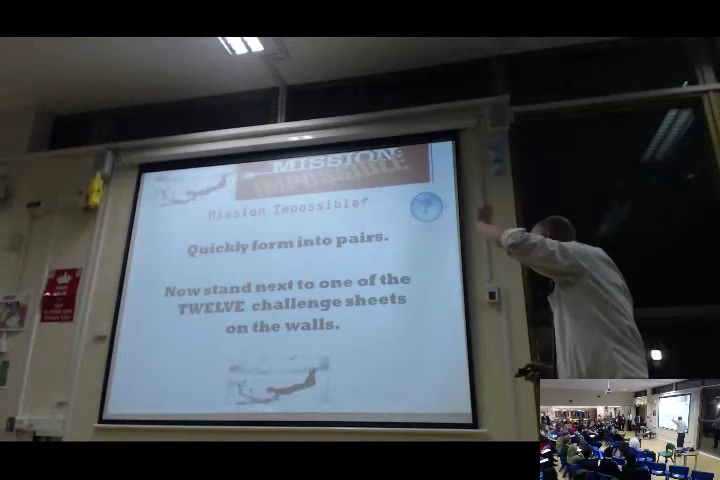 MISSION:
IMPOSSIBLE
Mission Impossible?
?
Quickly form into pairs.
Now stand next to one of the
TWELVE challenge sheets
on the walls.